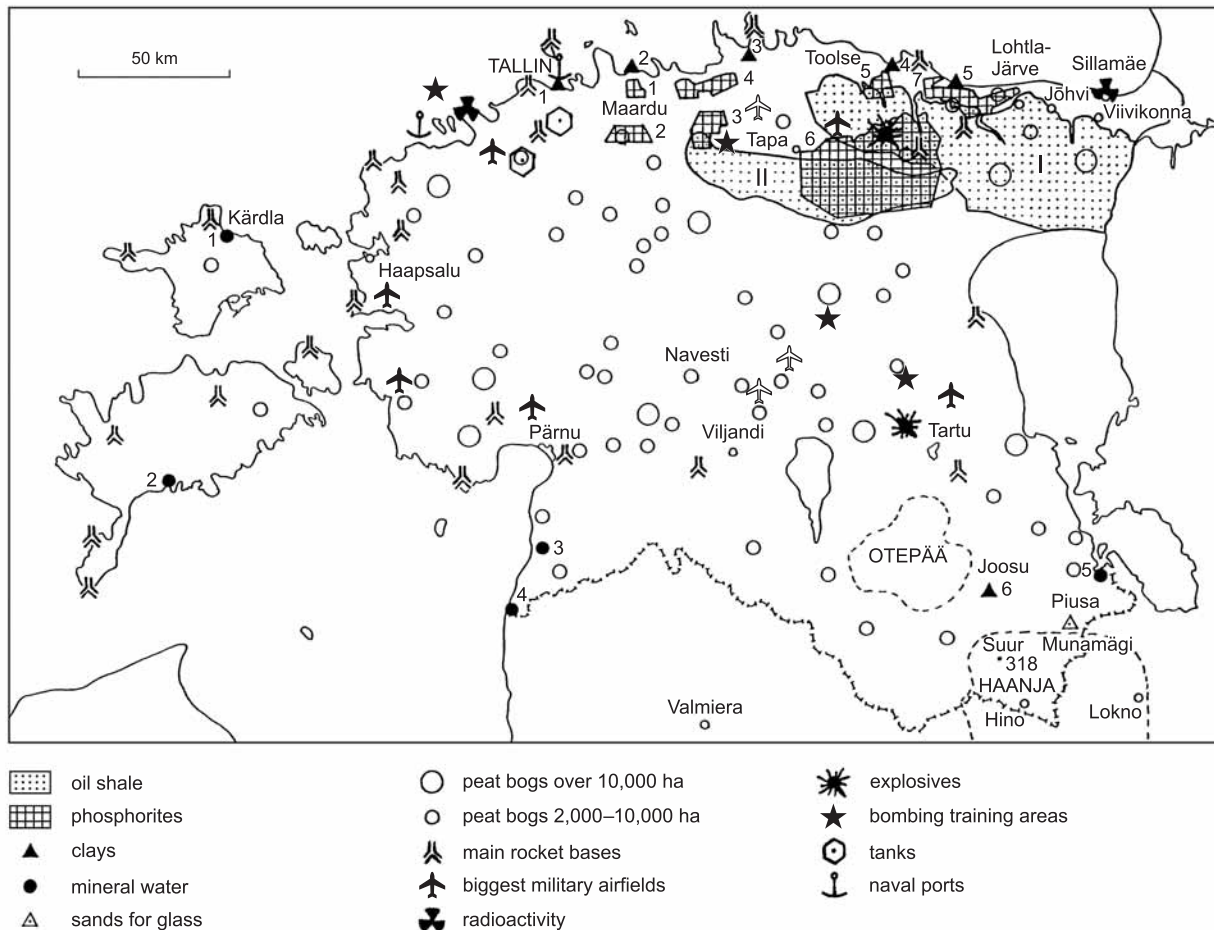 50 km
TALLIN
1
2
3
4
Toolse
5
4
7
5
Lohtla-
Järve
Sillamäe
Jõhvi
Viivikonna
Maardu
1
2
3
Tapa
6
II
I
Kärdla
1
Haapsalu
Navesti
Pärnu
Viljandi
Tartu
2
3
4
OTEPÄÄ
Joosu
6
5
Piusa
Suur
Munamägi
318
HAANJA
Hino
Lokno
Valmiera
oil shale
phosphorites
clays
mineral water
sands for glass
peat bogs over 10,000 ha
peat bogs 2,000–10,000 ha
main rocket bases
biggest military airfields
radioactivity
explosives
bombing training areas
tanks
naval ports